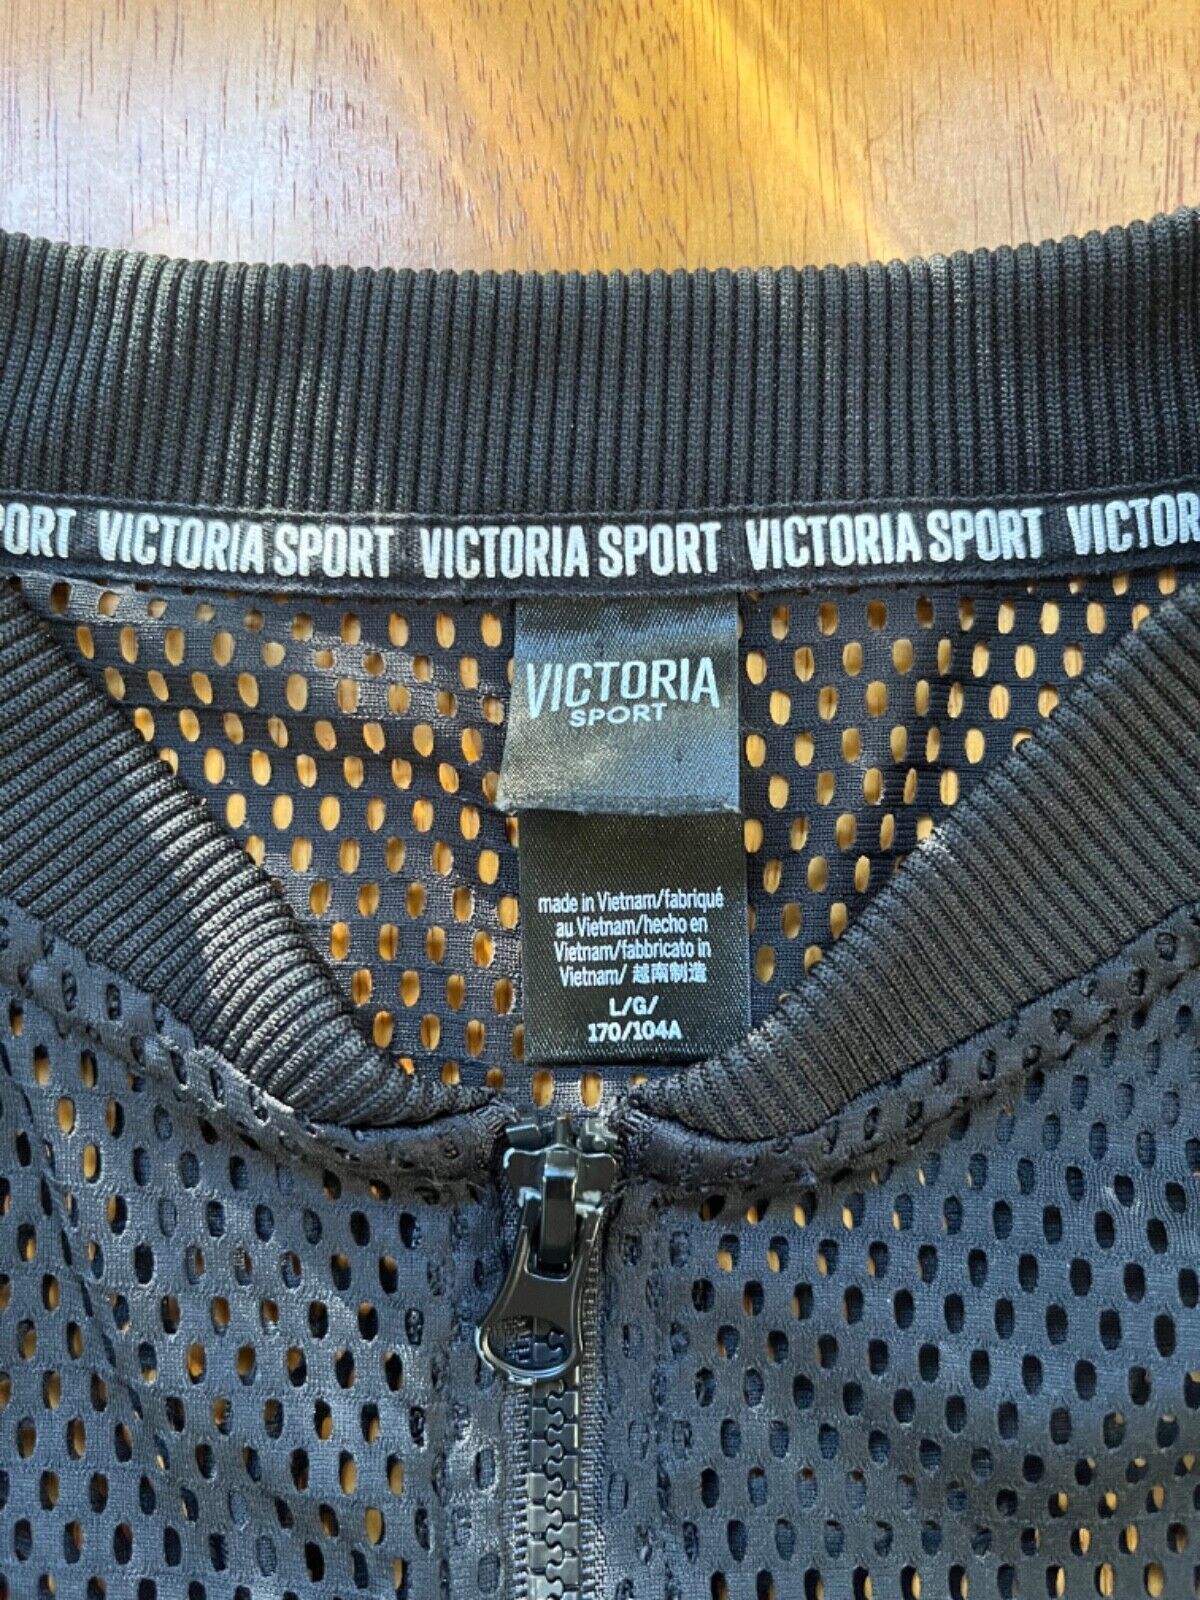 PORT VICTORIA SPORT VICTORIA SPORT VICTORIA SPORT VICTOR
VICTORIA
SPORT
made in Vietnam/fabriqué
au Vietnam/hecho en
Vietnam/fabbricato in
Vietnam/ 越南制造
L/G/
170/104A